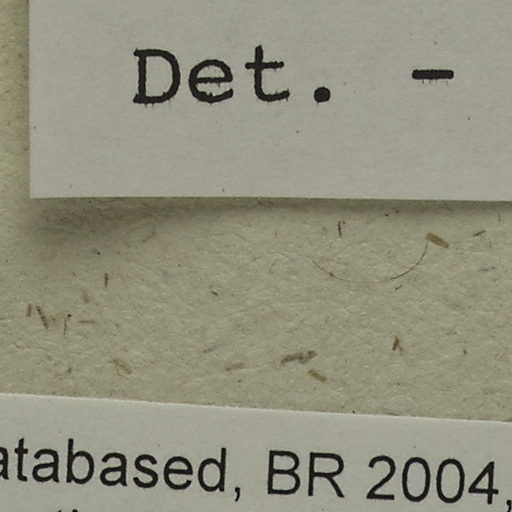 Det. -
atabased, BR 2004,